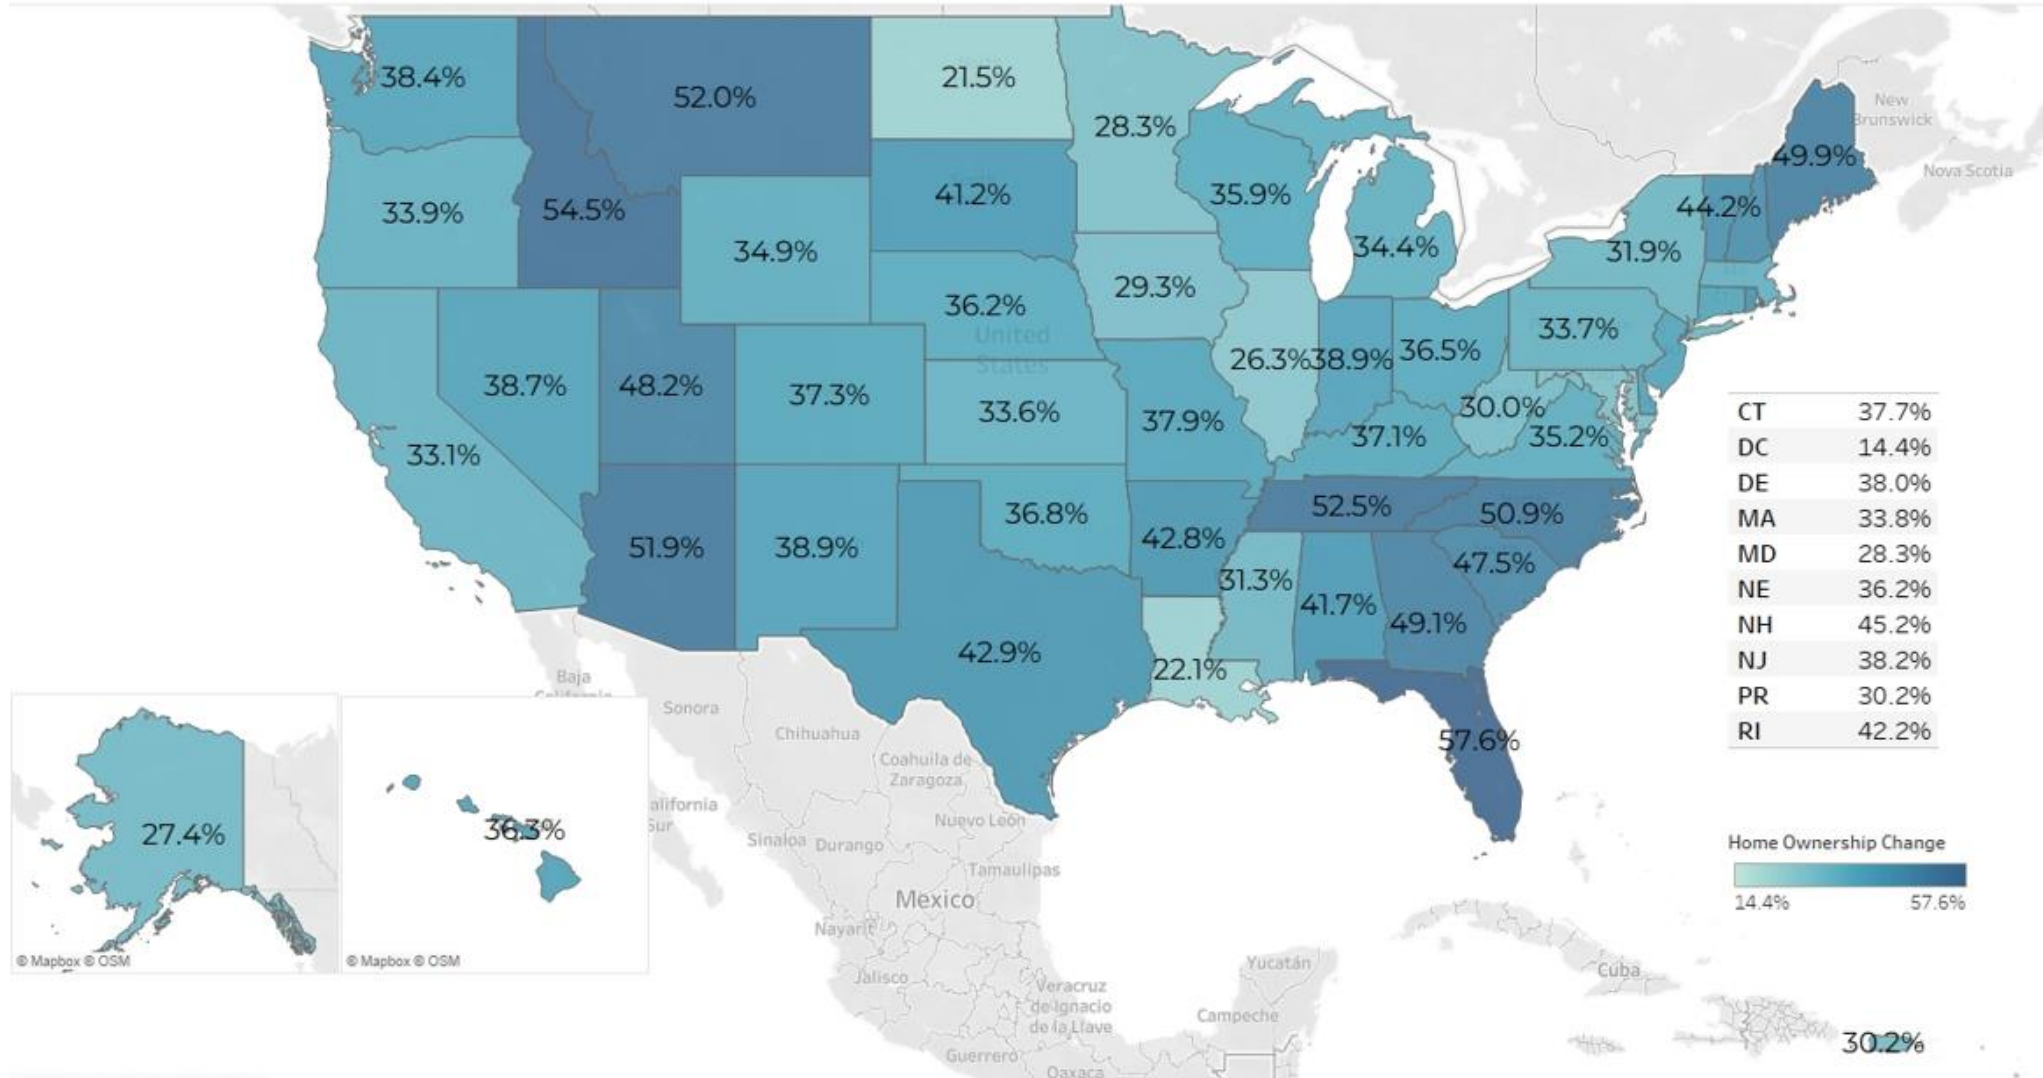 38.4%
52.0%
21.5%
28.3%
New
Brunswick
49.9%
Nova Scotia
33.9%
54.5%
41.2%
35.9%
44.2%
34.9%
34.4%
31.9%
29.3%
36.2%
United
States
33.7%
38.7%
48.2%
37.3%
26.3%
38.9%
36.5%
33.6%
37.9%
30.0%
37.1%
35.2%
33.1%
CT 37.7%
DC 14.4%
DE 38.0%
MA 33.8%
MD 28.3%
NE 36.2%
NH 45.2%
NJ 38.2%
PR 30.2%
RI 42.2%
51.9%
38.9%
36.8%
42.8%
52.5%
50.9%
47.5%
31.3%
41.7%
49.1%
42.9%
22.1%
57.6%
Baja
California
Sonora
Chihuahua
Coahuila de
Zaragoza
alifornia
Sur
Nuevo León
Sinaloa
Durango
Tamaulipas
Mexico
Nayarit
Jalisco
Veracruz
de Ignacio
de la Llave
Guerrero
Oaxaca
Yucatán
Campeche
Cuba
27.4%
© Mapbox © OSM
36.3%
© Mapbox © OSM
Home Ownership Change
14.4% 57.6%
30.2%